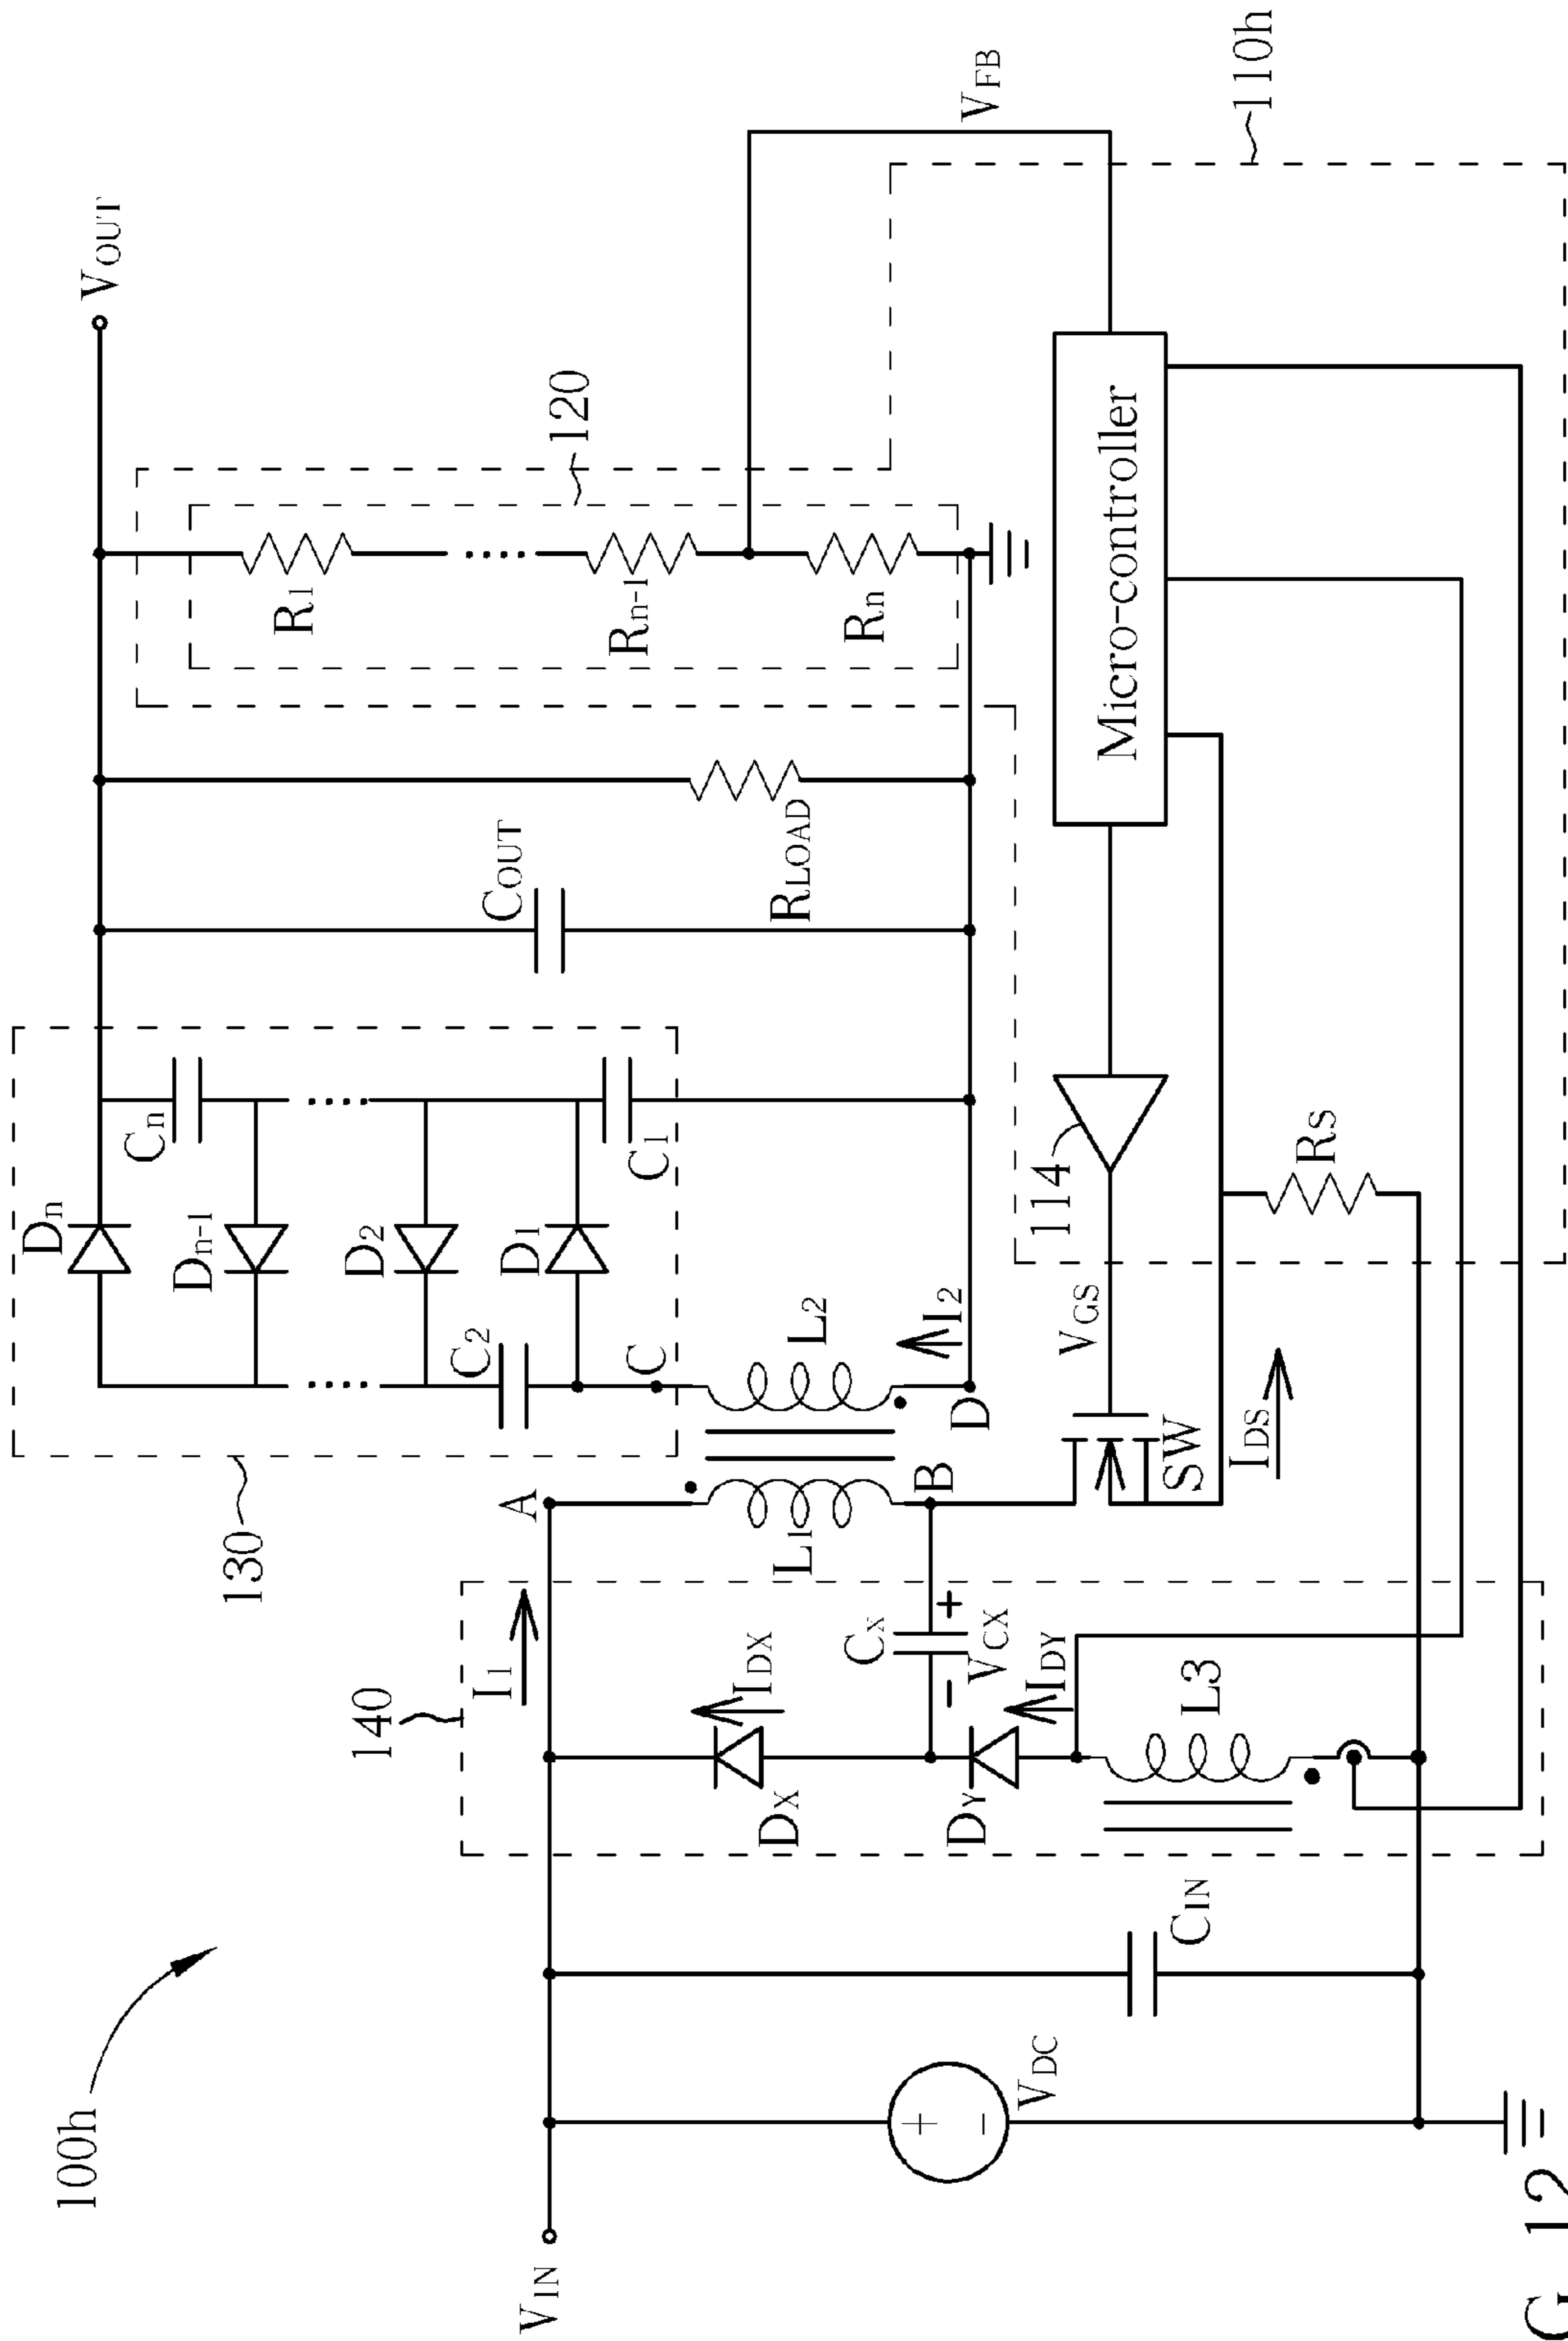 100h
VIN
VDC
CIN
140
I1
DX
IDX
DY
IDY
CX
- VCX +
L3
A
B
L1
L2
C
D
I2
130
Dn
Dn-1
D2
D1
Cn
C2
C1
COUT
RLOAD
VOUT
120
R1
Rn-1
Rn
VFB
110h
Micro-controller
114
VGS
SW
IDS
RS
+
-
G. 12